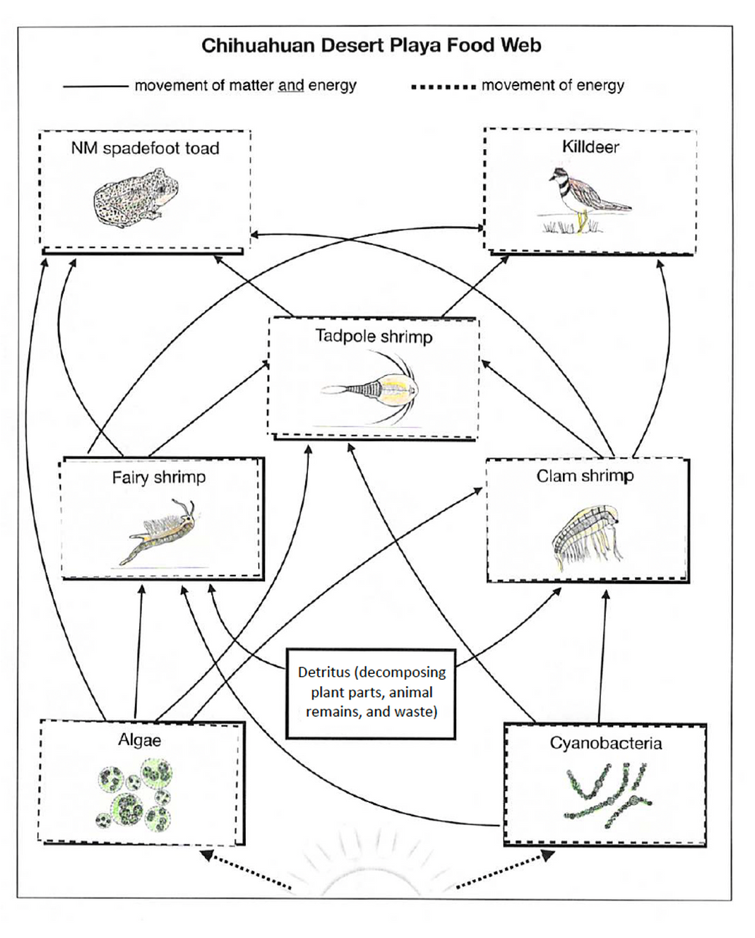 Chihuahuan Desert Playa Food Web
movement of matter and energy
movement of energy
NM spadefoot toad
Killdeer
Tadpole shrimp
Fairy shrimp
Clam shrimp
Detritus (decomposing
plant parts, animal
remains, and waste)
Algae
Cyanobacteria